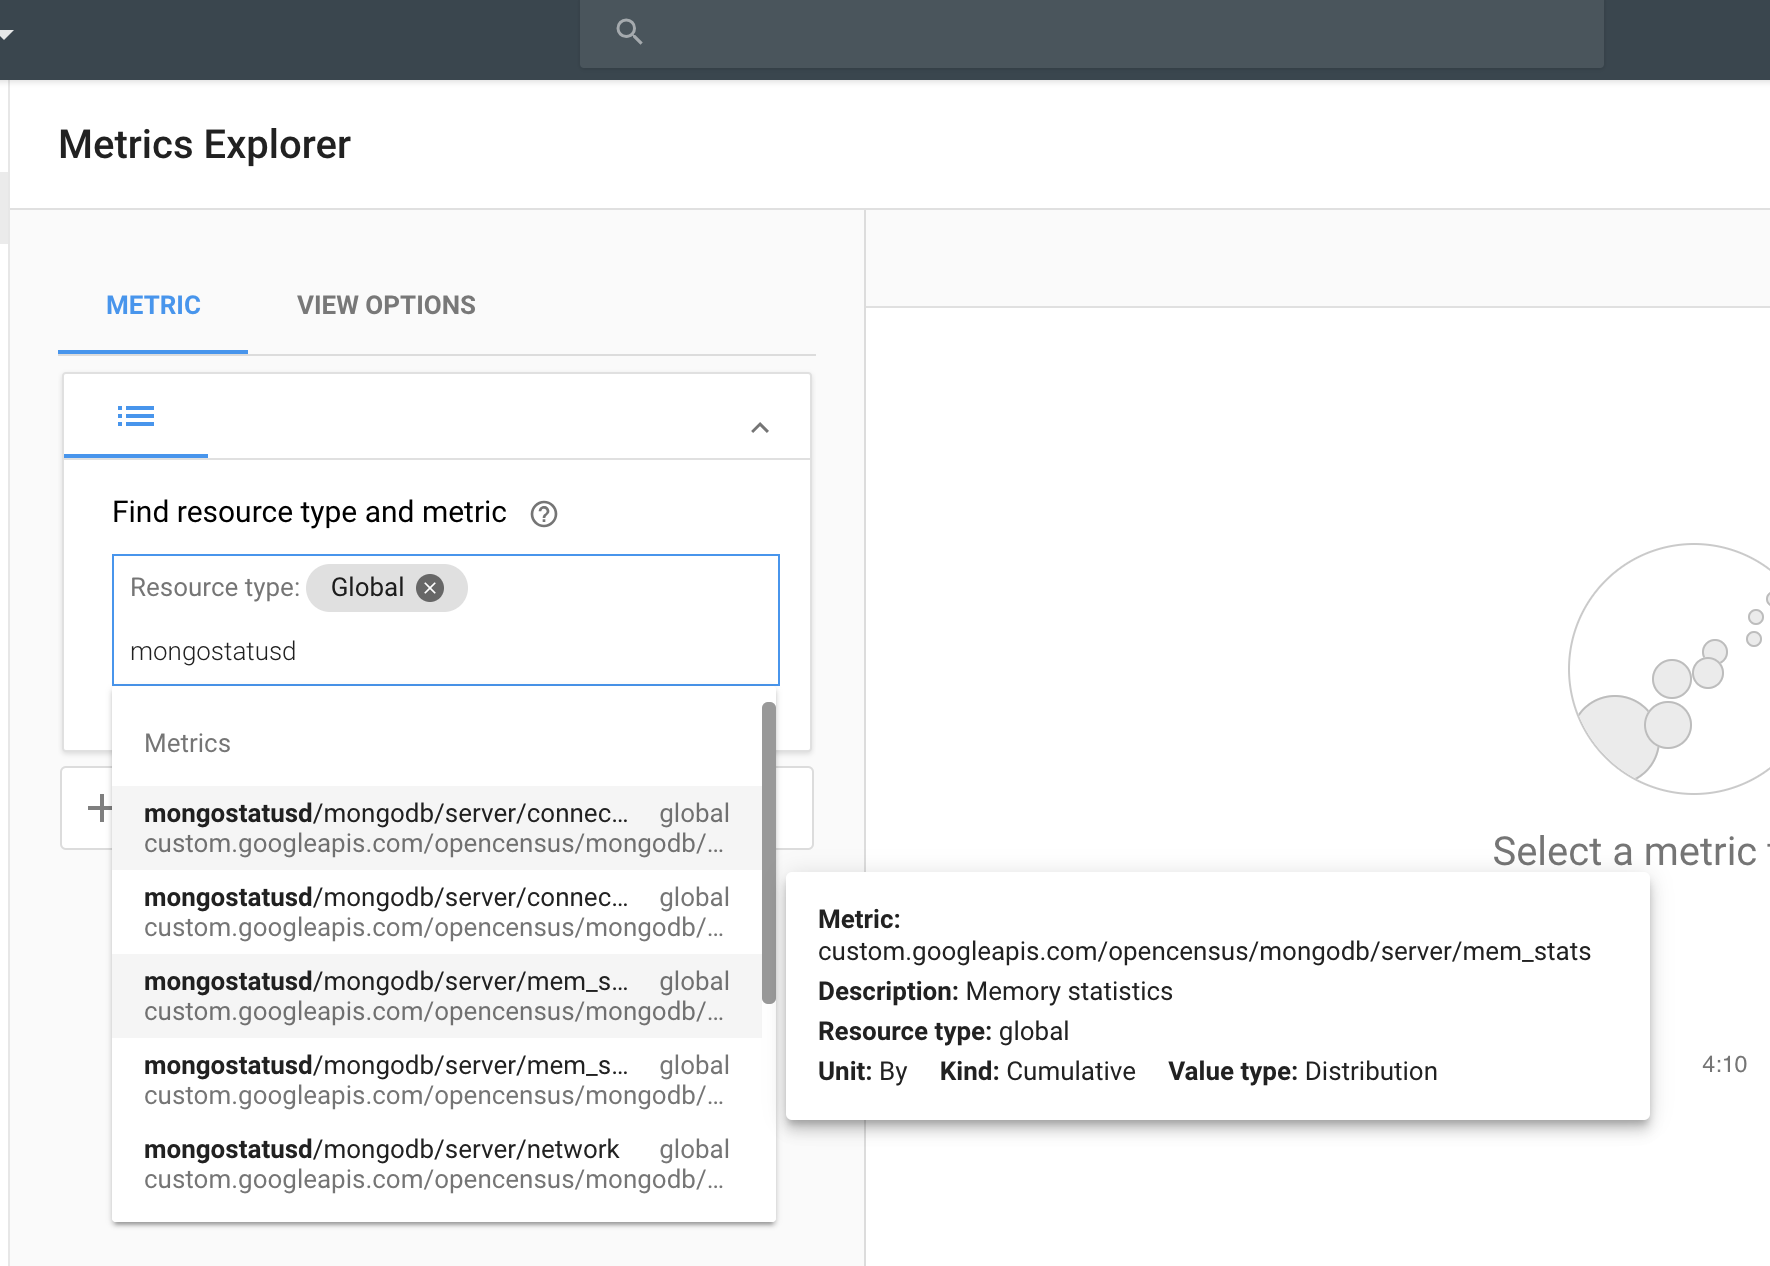 Metrics Explorer
METRIC
VIEW OPTIONS
Find resource type and metric
Resource type: Global
mongostatusd
Metrics
mongostatusd/mongodb/server/connec... global
custom.googleapis.com/opencensus/mongodb/...
mongostatusd/mongodb/server/connec... global
custom.googleapis.com/opencensus/mongodb/...
mongostatusd/mongodb/server/mem_s... global
custom.googleapis.com/opencensus/mongodb/...
mongostatusd/mongodb/server/mem_s... global
custom.googleapis.com/opencensus/mongodb/...
mongostatusd/mongodb/server/network global
custom.googleapis.com/opencensus/mongodb/...
Select a metric
Metric:
custom.googleapis.com/opencensus/mongodb/server/mem_stats
Description: Memory statistics
Resource type: global
Unit: By Kind: Cumulative Value type: Distribution
4:10